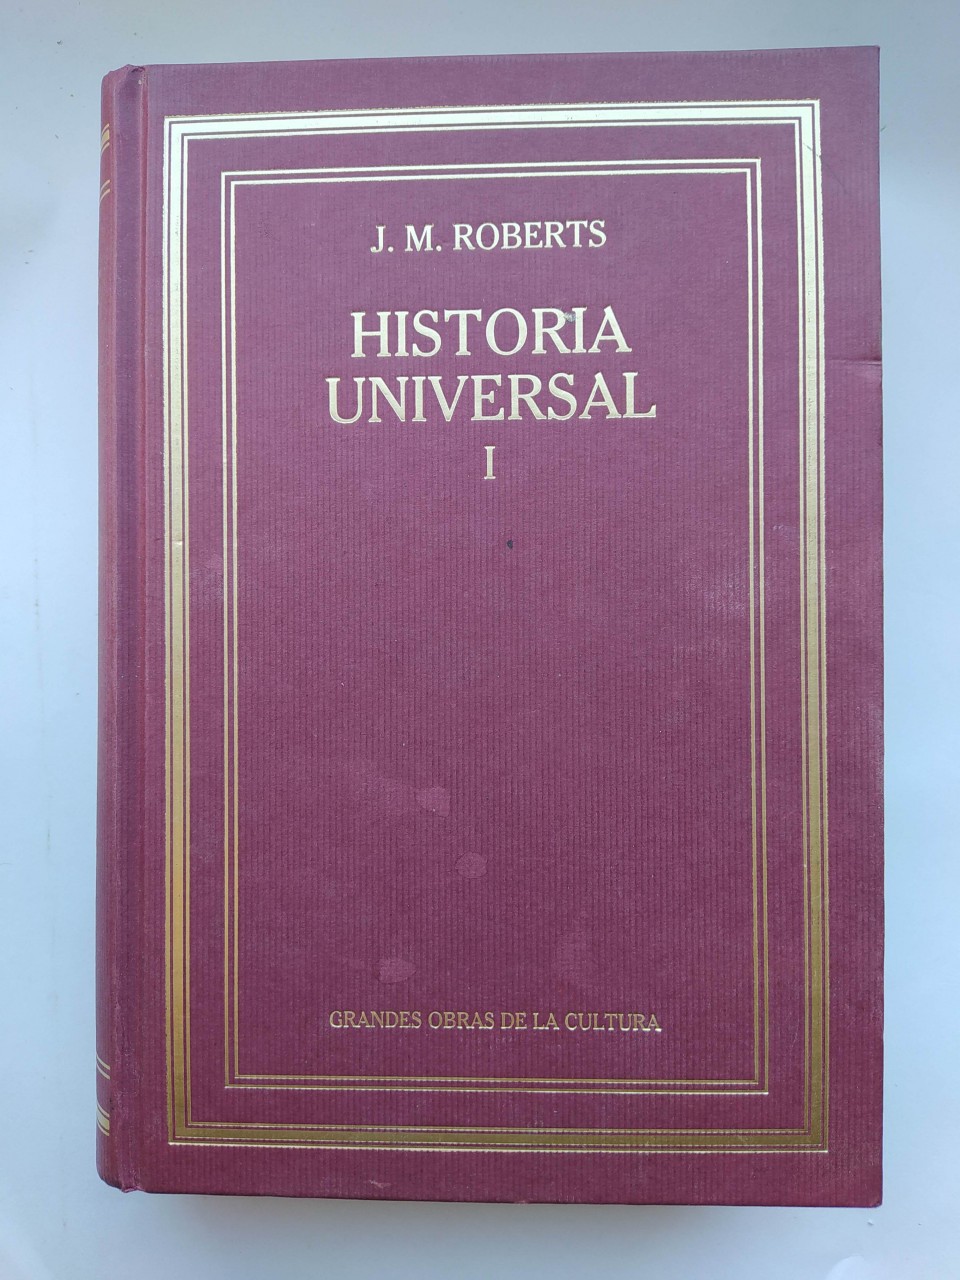 J. M. ROBERTS
HISTORIA
UNIVERSAL
I
GRANDES OBRAS DE LA CULTURA